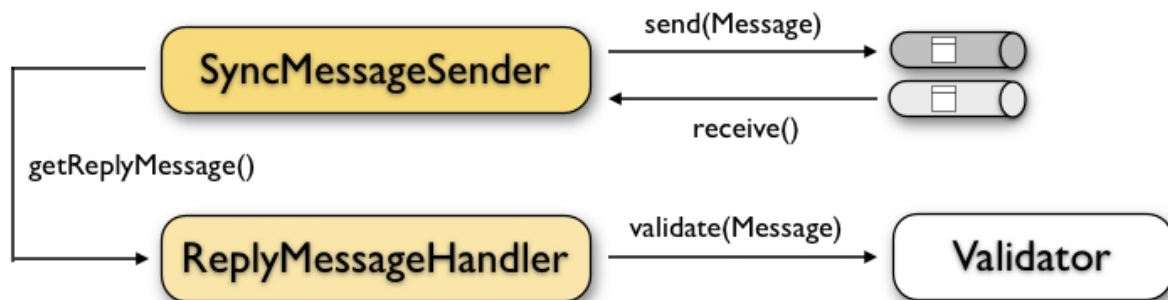 send(Message)
SyncMessageSender
receive()
getReplyMessage()
validate(Message)
ReplyMessageHandler
Validator